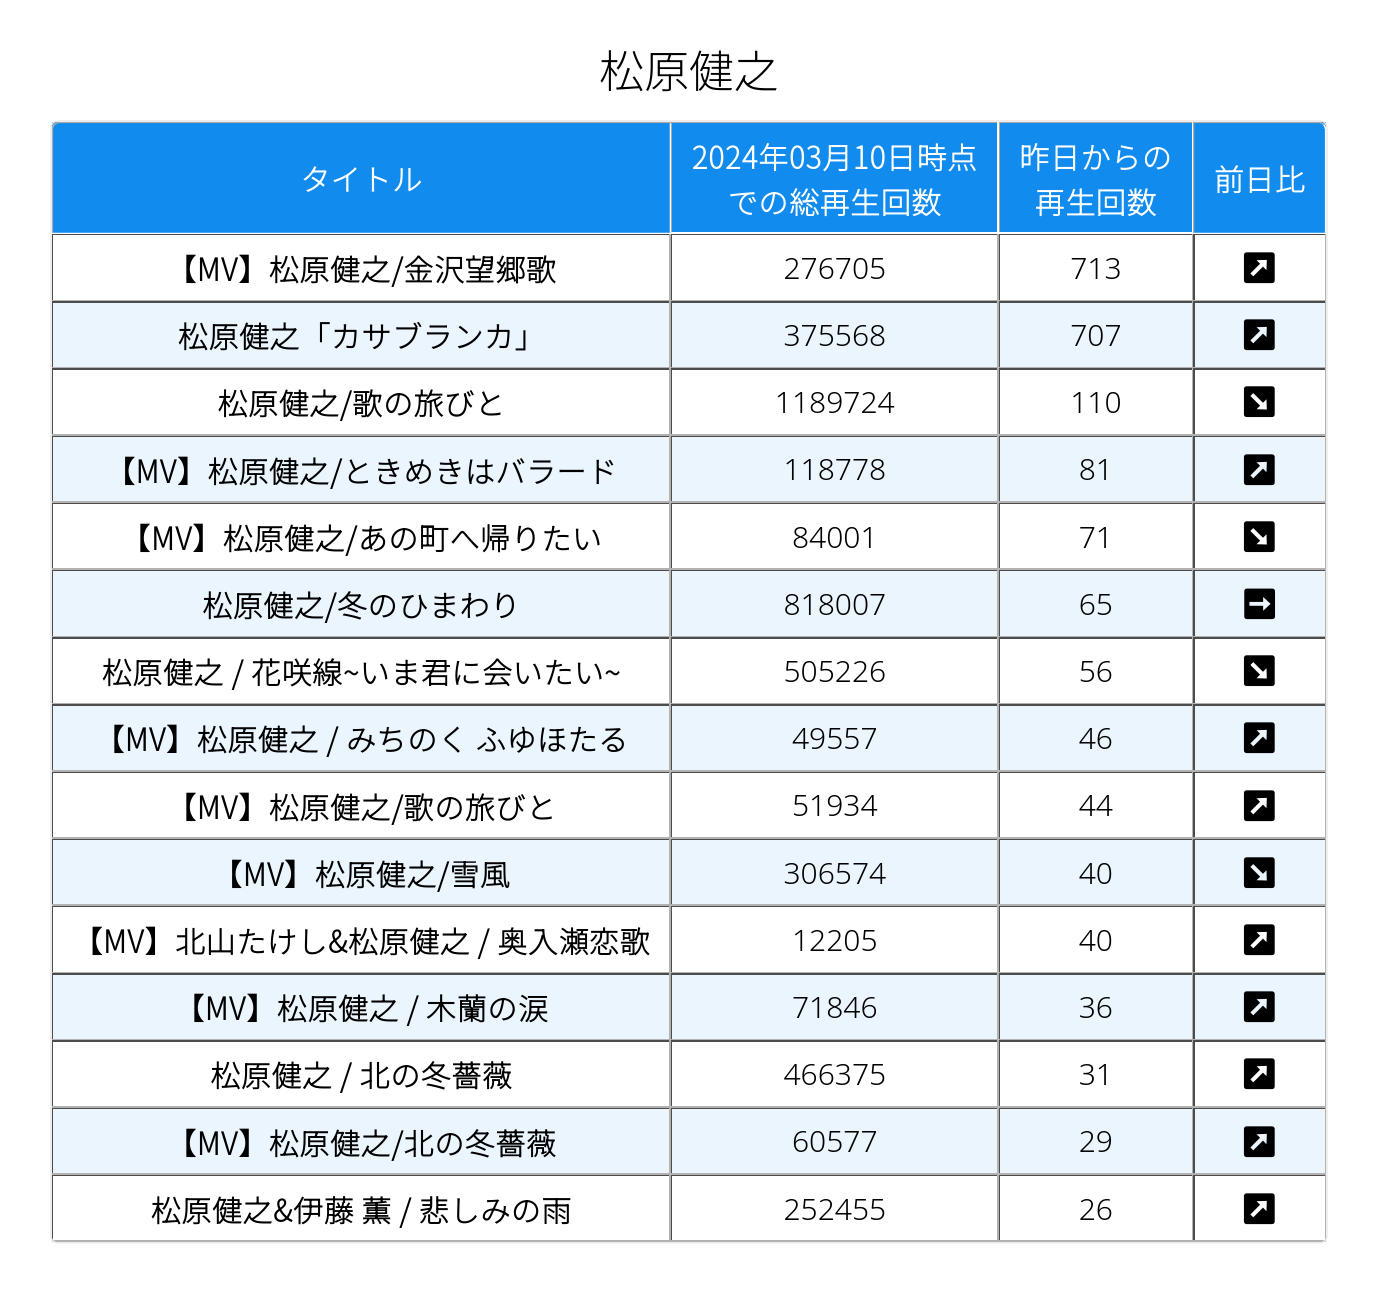 松原健之
タイトル 2024年03月10日時点での総再生回数 昨日からの再生回数 前日比
【MV】松原健之/金沢望郷歌 276705 713 ↗
松原健之「カサブランカ」 375568 707 ↗
松原健之/歌の旅びと 1189724 110 ↘
【MV】松原健之/ときめきはバラード 118778 81 ↗
【MV】松原健之/あの町へ帰りたい 84001 71 ↘
松原健之/冬のひまわり 818007 65 →
松原健之 / 花咲線~いま君に会いたい~ 505226 56 ↘
【MV】松原健之 / みちのく ふゆほたる 49557 46 ↗
【MV】松原健之/歌の旅びと 51934 44 ↗
【MV】松原健之/雪風 306574 40 ↘
【MV】北山たけし&松原健之 / 奥入瀬恋歌 12205 40 ↗
【MV】松原健之 / 木蘭の涙 71846 36 ↗
松原健之 / 北の冬薔薇 466375 31 ↗
【MV】松原健之/北の冬薔薇 60577 29 ↗
松原健之&伊藤 薫 / 悲しみの雨 252455 26 ↗